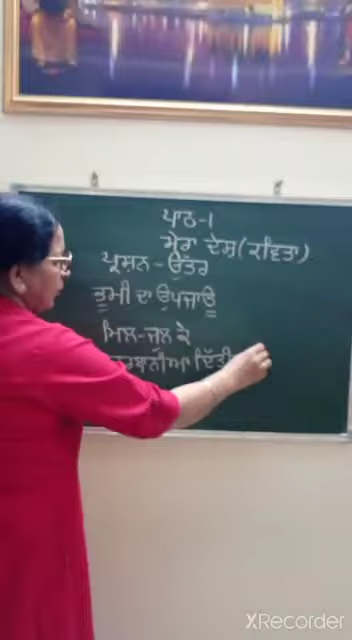 ਪਾਠ-1
ਮੇਰਾ ਦੇਸ਼ (ਕਵਿਤਾ)
ਪ੍ਰਸ਼ਨ-ਉੱਤਰ
ਭੂਮੀ ਦਾ ਉਪਜਾਊ
ਮਿਲ-ਜੁਲ ਕੇ
XRecorder